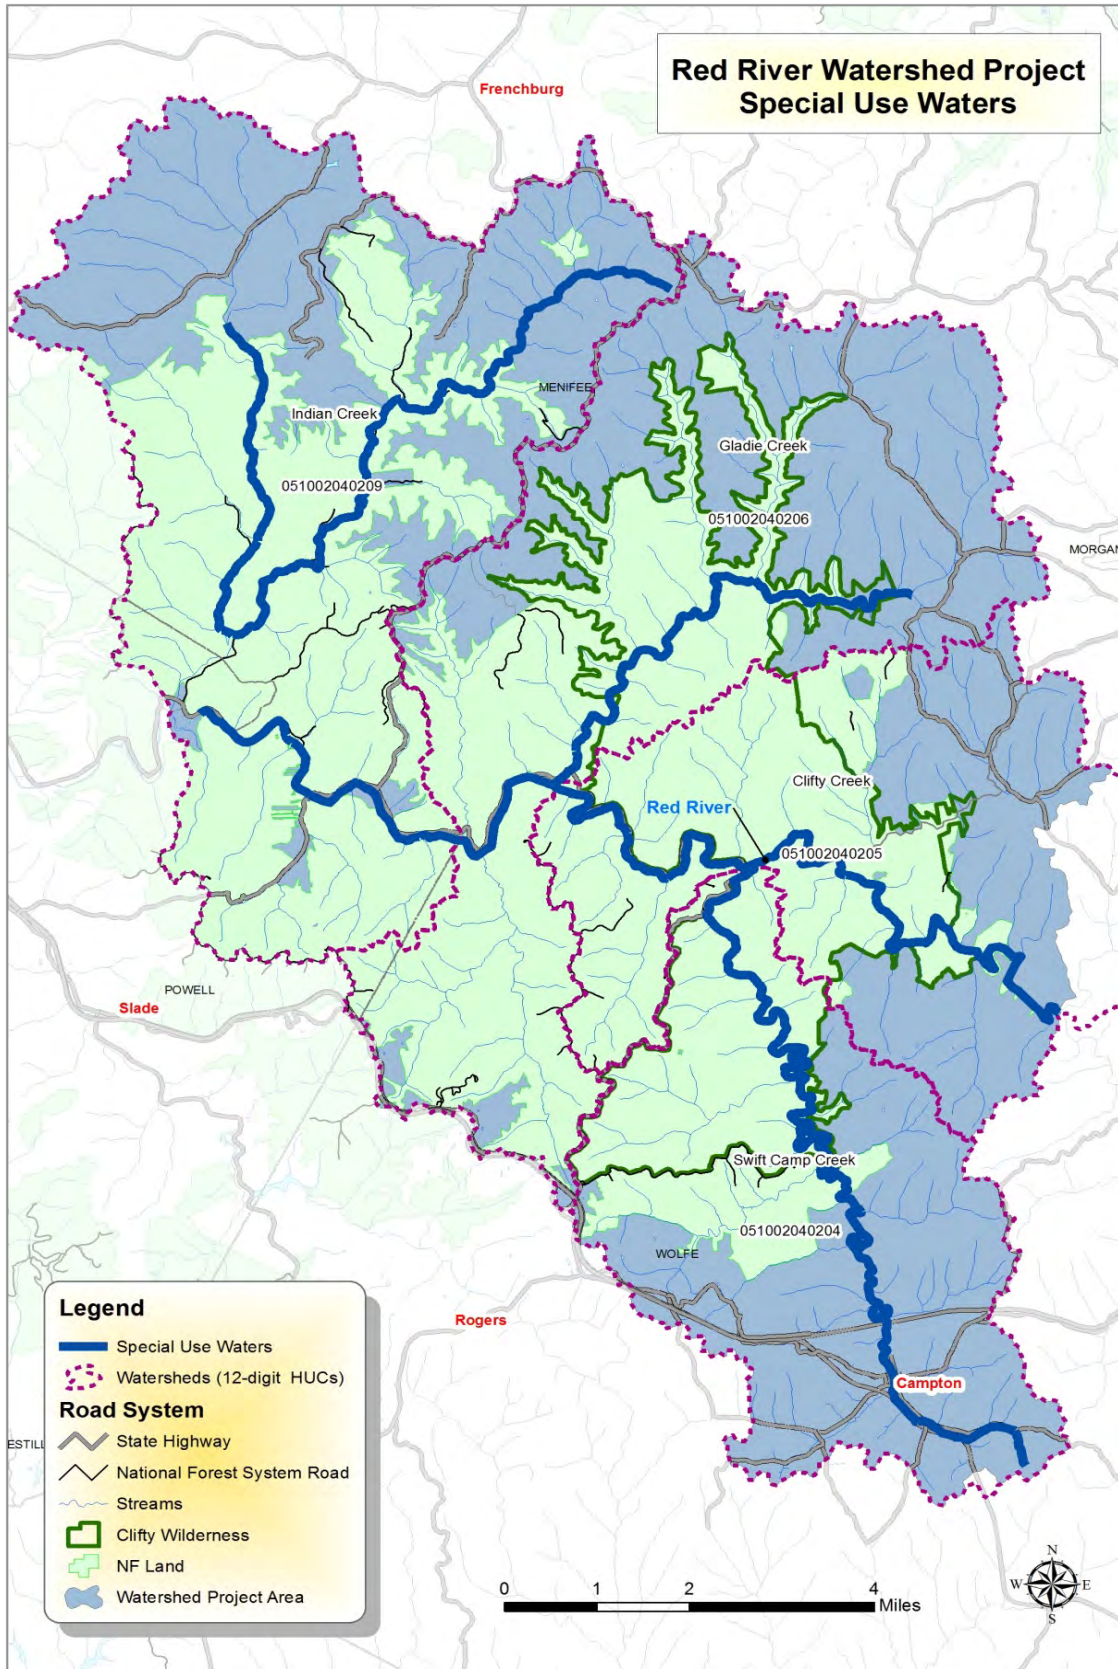 Red River Watershed Project
Special Use Waters
Frenchburg
MENIFEE
Indian Creek
Gladie Creek
051002040209
051002040206
MORGAN
Clifty Creek
Red River
051002040205
POWELL
Slade
Swift Camp Creek
051002040204
WOLFE
Rogers
Campton
ESTILL
Legend
Special Use Waters
Watersheds (12-digit HUCs)
Road System
State Highway
National Forest System Road
Streams
Clifty Wilderness
NF Land
Watershed Project Area
0 1 2 4
Miles
N
W E
S